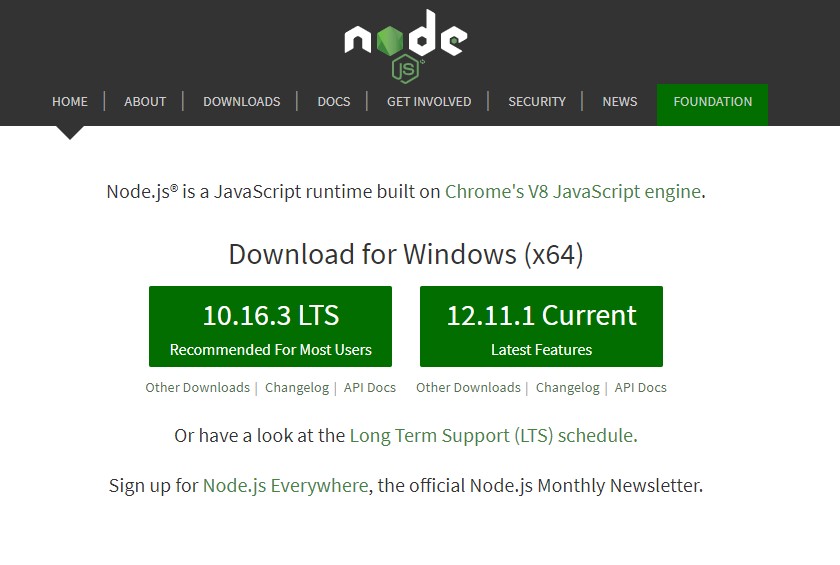 node
JS
HOME | ABOUT | DOWNLOADS | DOCS | GET INVOLVED | SECURITY | NEWS FOUNDATION
Node.js® is a JavaScript runtime built on Chrome's V8 JavaScript engine.
Download for Windows (x64)
10.16.3 LTS
Recommended For Most Users
12.11.1 Current
Latest Features
Other Downloads | Changelog | API Docs
Other Downloads | Changelog | API Docs
Or have a look at the Long Term Support (LTS) schedule.
Sign up for Node.js Everywhere, the official Node.js Monthly Newsletter.